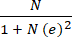 N
1 + N (e)²